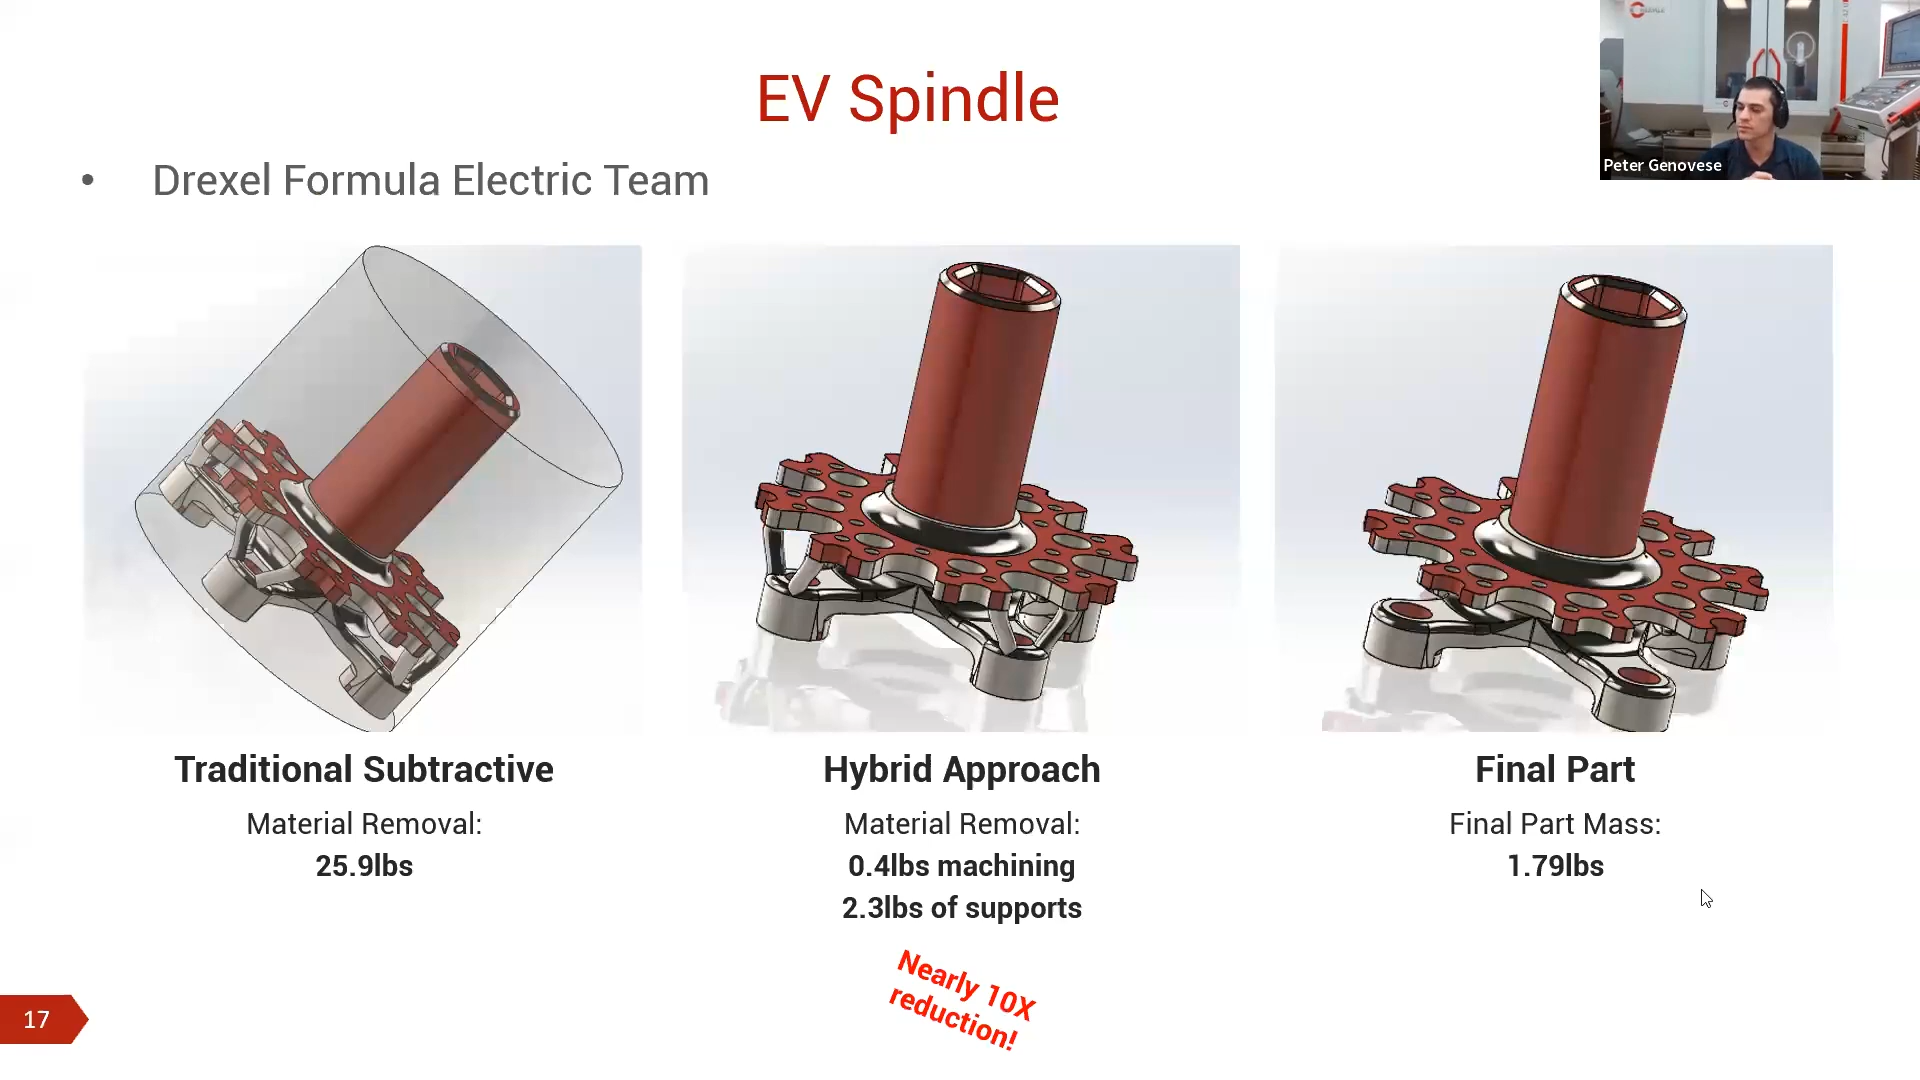 EV Spindle
• Drexel Formula Electric Team
Peter Genovese
Traditional Subtractive
Material Removal:
25.9lbs
Hybrid Approach
Material Removal:
0.4lbs machining
2.3lbs of supports
Nearly 10X
reduction!
Final Part
Final Part Mass:
1.79lbs
17